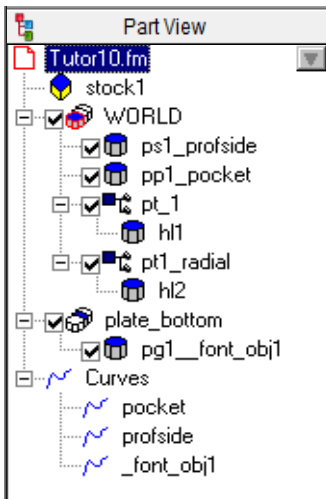 Part View
Tutor10.fm
stock1
WORLD
ps1_profside
pp1_pocket
pt_1
hl1
pt1_radial
hl2
plate_bottom
pg1__font_obj1
Curves
pocket
profside
_font_obj1